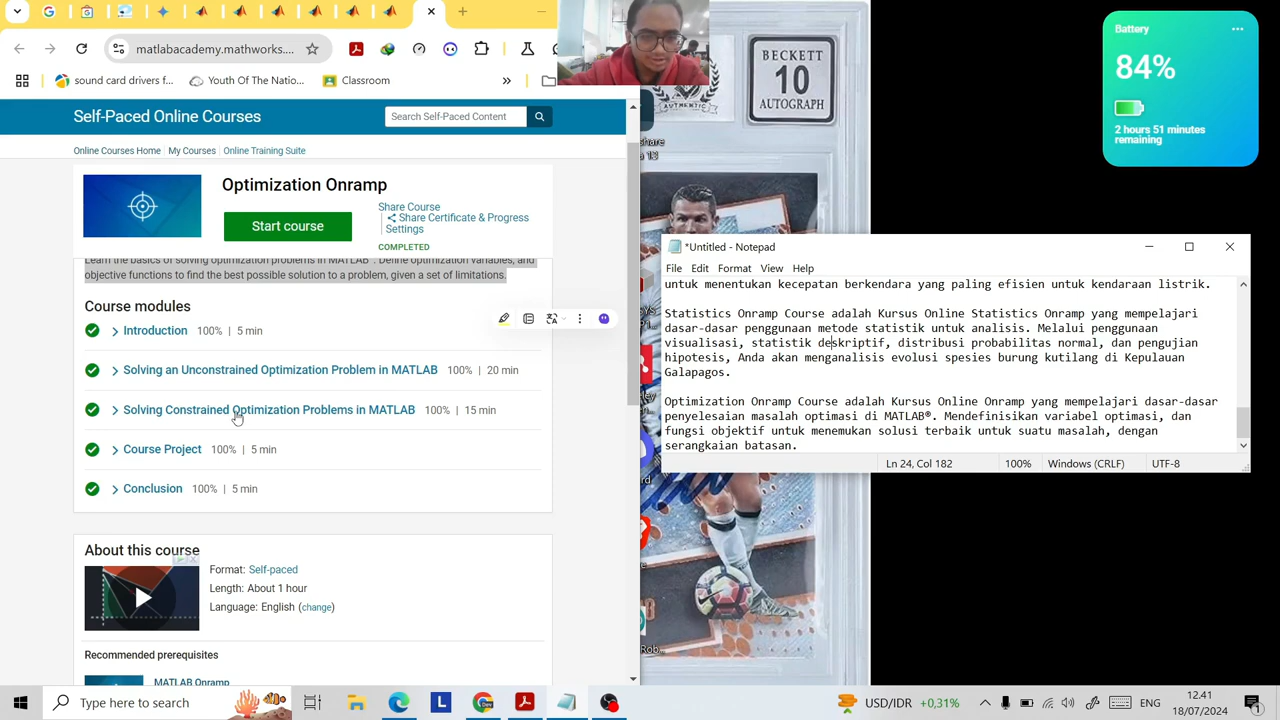 matlabacademy.mathworks....
sound card drivers f...
Youth Of The Natio...
Classroom
»
Self-Paced Online Courses
Search Self-Paced Content
Online Courses Home
My Courses
Online Training Suite
Optimization Onramp
Start course
Share Course
Share Certificate & Progress
Settings
COMPLETED
Learn the basics of solving optimization problems in MATLAB®. Define optimization variables, and
objective functions to find the best possible solution to a problem, given a set of limitations.
Course modules
Introduction 100% | 5 min
Solving an Unconstrained Optimization Problem in MATLAB 100% | 20 min
Solving Constrained Optimization Problems in MATLAB 100% | 15 min
Course Project 100% | 5 min
Conclusion 100% | 5 min
About this course
Format: Self-paced
Length: About 1 hour
Language: English (change)
Recommended prerequisites
MATLAB Onramp
BECKETT
10
AUTOGRAPH
AUTHENTIC
Battery
84%
2 hours 51 minutes
remaining
*Untitled - Notepad
File Edit Format View Help
untuk menentukan kecepatan berkendara yang paling efisien untuk kendaraan listrik.
Statistics Onramp Course adalah Kursus Online Statistics Onramp yang mempelajari
dasar-dasar penggunaan metode statistik untuk analisis. Melalui penggunaan
visualisasi, statistik deskriptif, distribusi probabilitas normal, dan pengujian
hipotesis, Anda akan menganalisis evolusi spesies burung kutilang di Kepulauan
Galapagos.
Optimization Onramp Course adalah Kursus Online Onramp yang mempelajari dasar-dasar
penyelesaian masalah optimasi di MATLAB®. Mendefinisikan variabel optimasi, dan
fungsi objektif untuk menemukan solusi terbaik untuk suatu masalah, dengan
serangkaian batasan.
Ln 24, Col 182
100%
Windows (CRLF)
UTF-8
Type here to search
USD/IDR +0,31%
ENG
12.41
18/07/2024